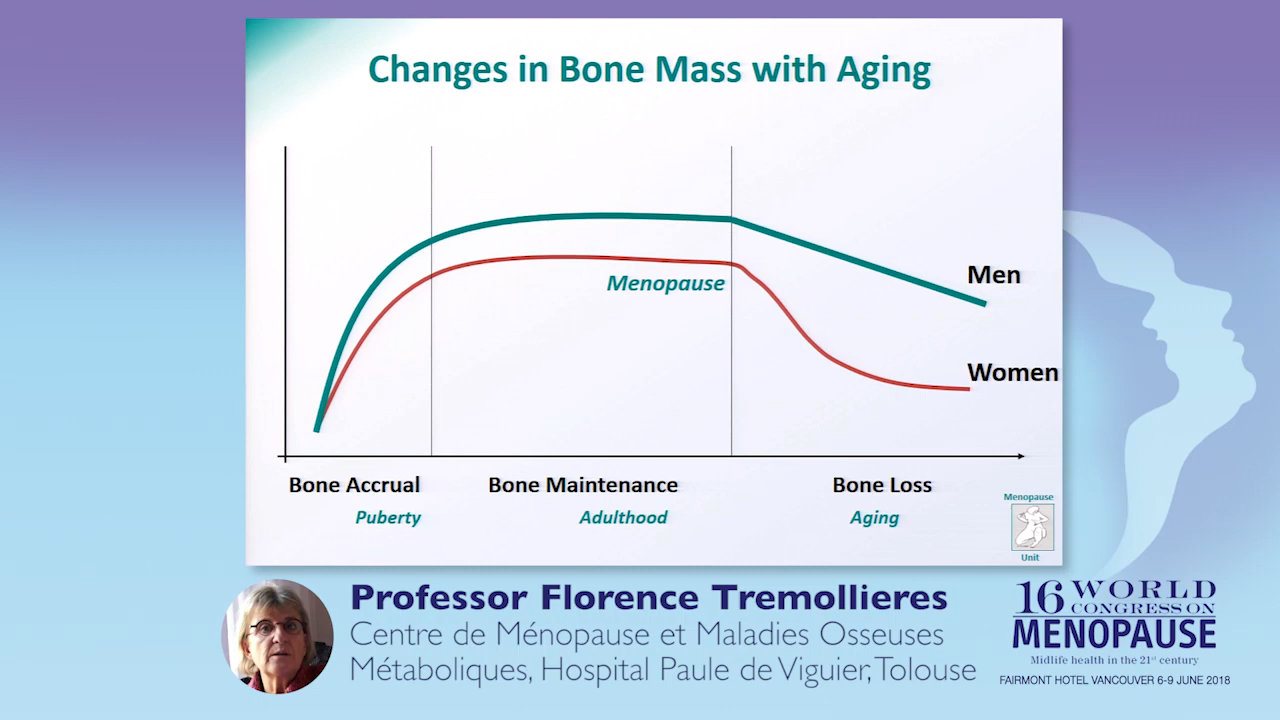 Changes in Bone Mass with Aging
Menopause
Men
Women
Bone Accrual
Bone Maintenance
Bone Loss
Puberty
Adulthood
Aging
Menopause
Unit
Professor Florence Tremollieres
Centre de Ménopause et Maladies Osseuses
Métaboliques, Hospital Paule de Viguier, Tolouse
16 WORLD
CONGRESS ON
MENOPAUSE
Midlife health in the 21st century
FAIRMONT HOTEL VANCOUVER 6-9 JUNE 2018